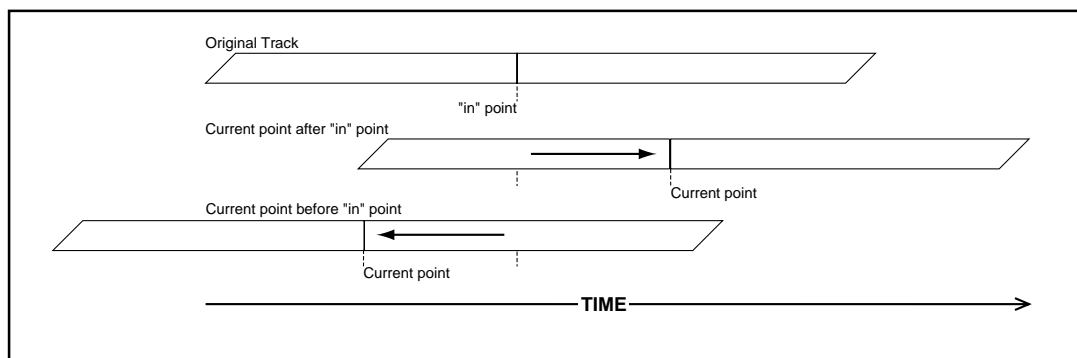 Original Track
"in" point
Current point after "in" point
Current point
Current point before "in" point
Current point
TIME